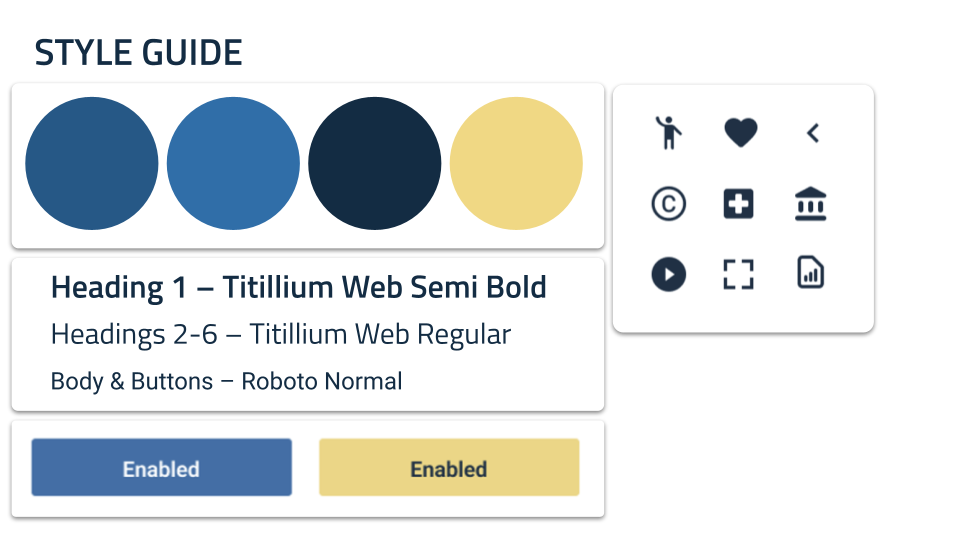 STYLE GUIDE
Heading 1 – Titillium Web Semi Bold
Headings 2-6 – Titillium Web Regular
Body & Buttons – Roboto Normal
Enabled
Enabled